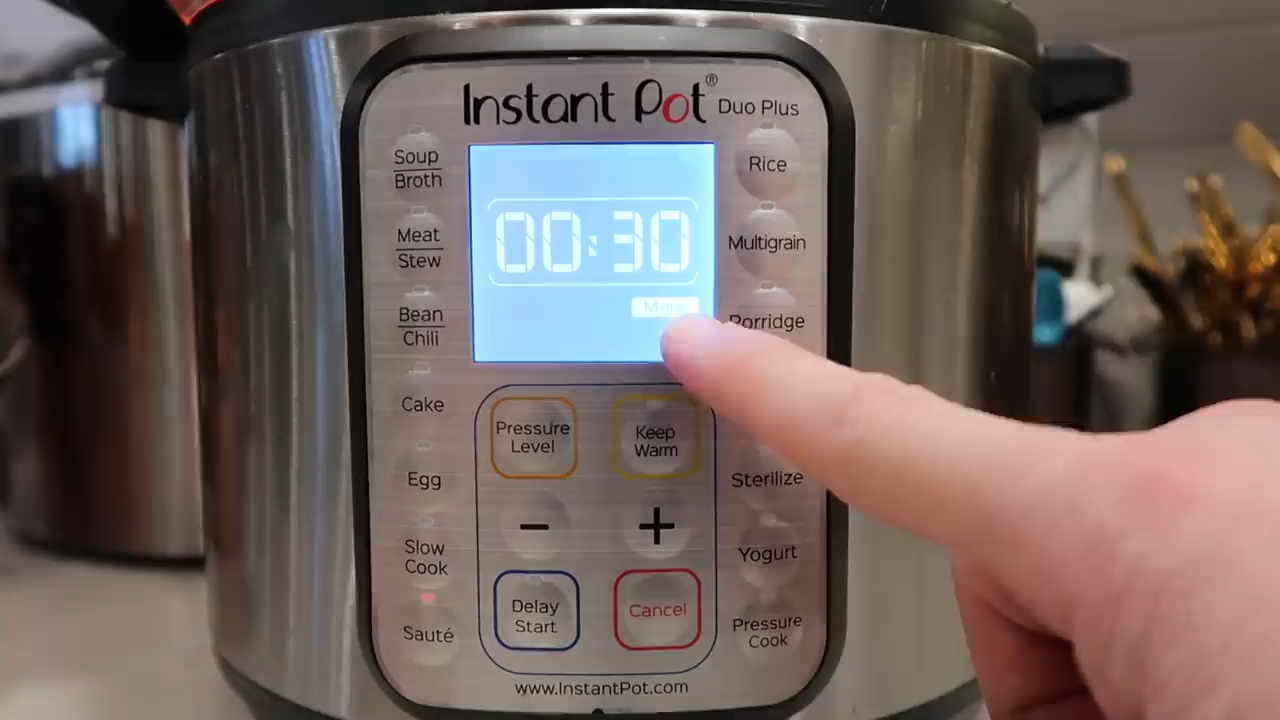 Instant Pot® Duo Plus
00:30
More
Soup
Broth
Meat
Stew
Bean
Chili
Cake
Egg
Slow
Cook
Sauté
Rice
Multigrain
Porridge
Sterilize
Yogurt
Pressure
Cook
Pressure
Level
Keep
Warm
−
+
Delay
Start
Cancel
www.InstantPot.com